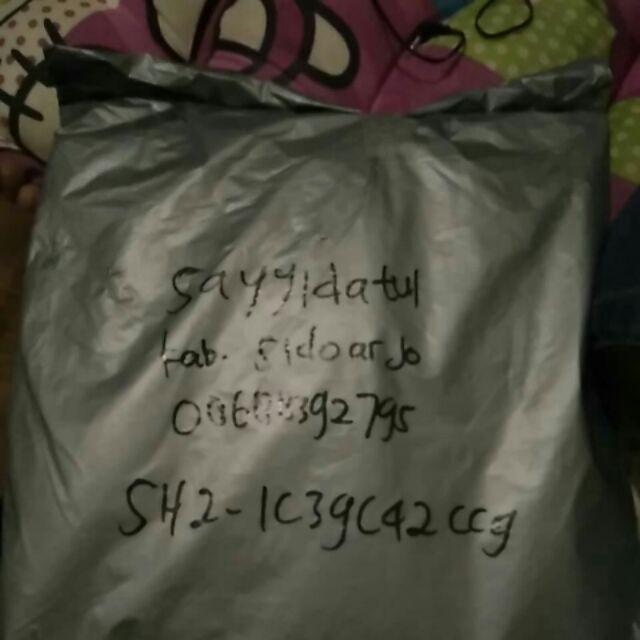 Sayyidatul
kab. Sidoarjo
SH2-1C39C42CCg